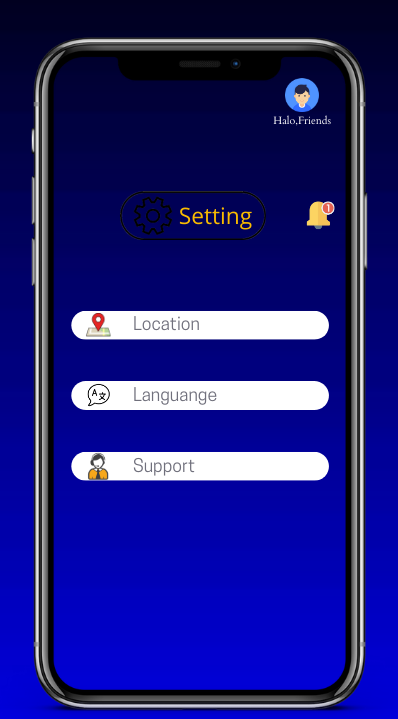 Halo,Friends
Setting
1
Location
Languange
Support